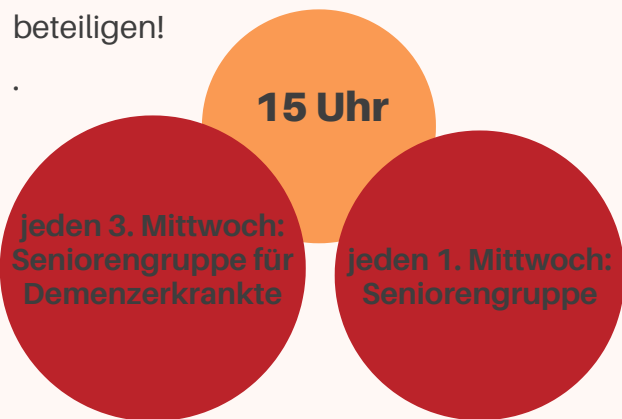 beteiligen!
.
15 Uhr
jeden 3. Mittwoch:
Seniorengruppe für
Demenzerkrankte
jeden 1. Mittwoch:
Seniorengruppe